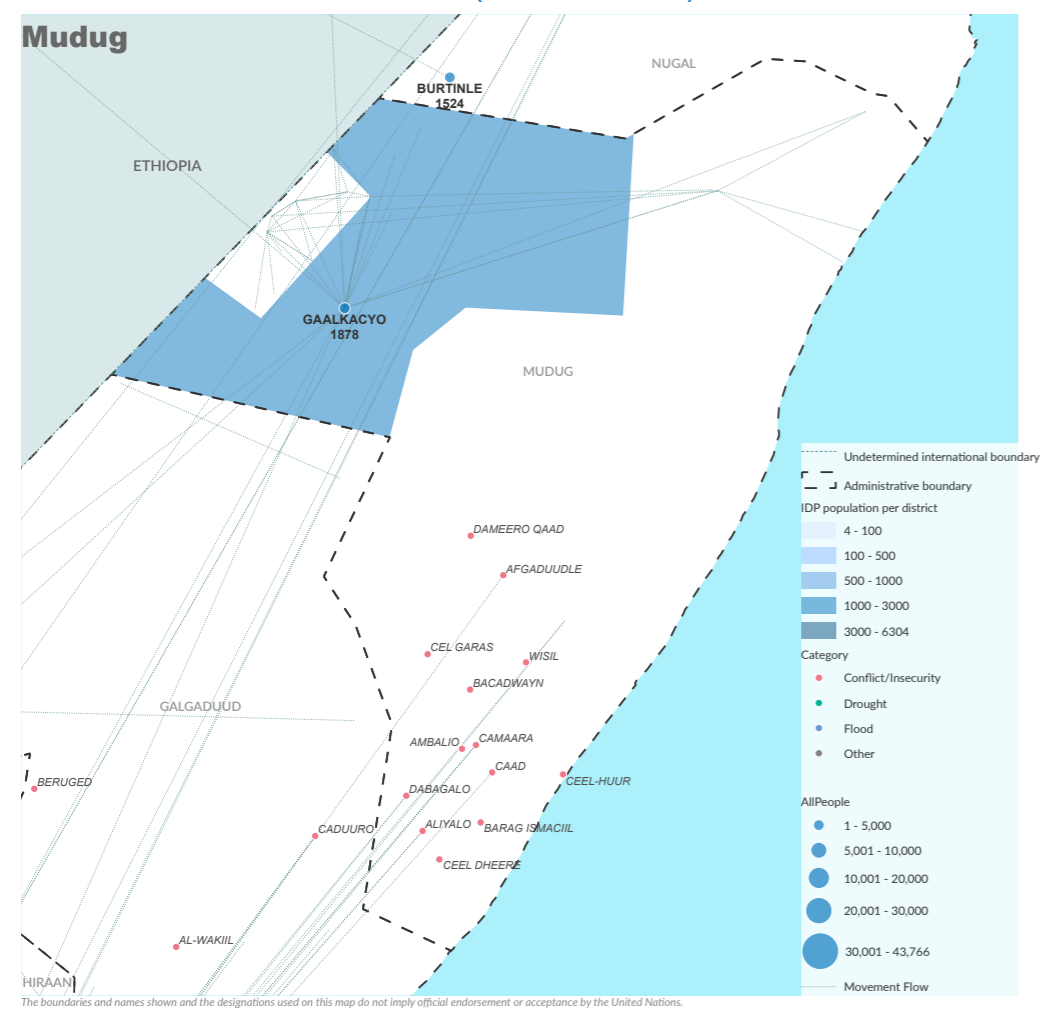 Mudug
NUGAL
BURTINLE
1524
ETHIOPIA
GAALKACYO
1878
MUDUG
Undetermined international boundary
Administrative boundary
IDP population per district
4 - 100
100 - 500
500 - 1000
1000 - 3000
3000 - 6304
Category
Conflict/Insecurity
Drought
Flood
Other
AllPeople
1 - 5,000
5,001 - 10,000
10,001 - 20,000
20,001 - 30,000
30,001 - 43,766
Movement Flow
DAMEERO QAAD
AFGADUUDLE
CEL GARAS
WISIL
BACADWAYN
GALGADUUD
AMBALIO
CAMAARA
CAAD
CEEL-HUUR
BERUGED
DABAGALO
CADUURO
ALIYALO
BARAG ISMACIIL
CEEL DHEERE
AL-WAKIIL
HIRAAN
The boundaries and names shown and the designations used on this map do not imply official endorsement or acceptance by the United Nations.